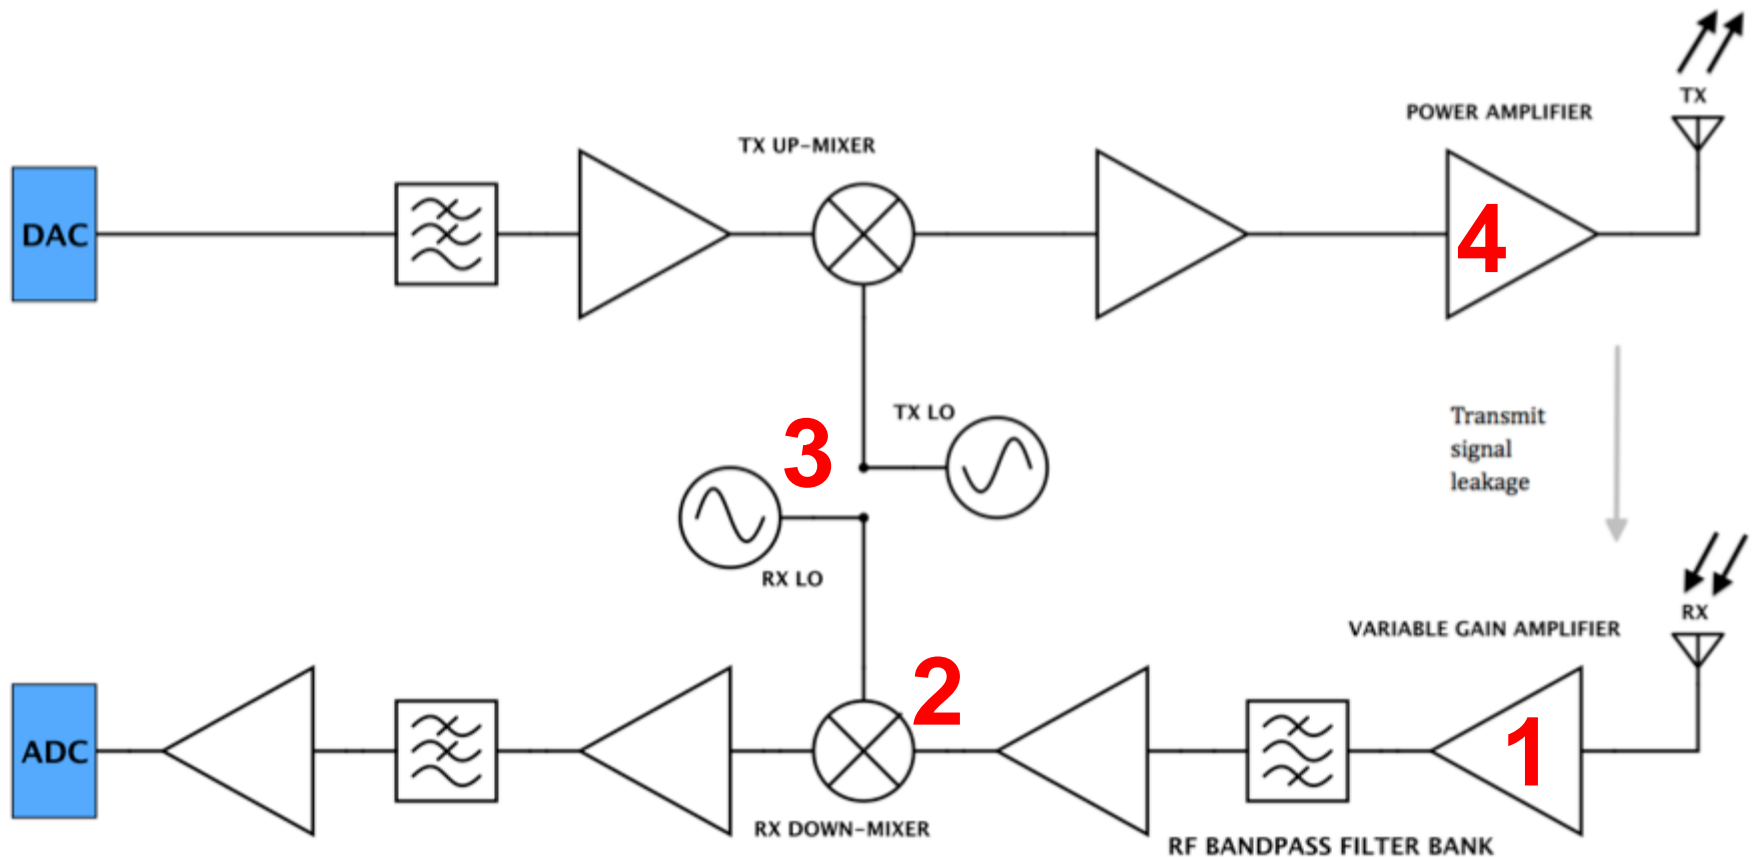 TX
POWER AMPLIFIER
TX UP-MIXER
DAC
4
TX LO
3
Transmit
signal
leakage
RX LO
RX
VARIABLE GAIN AMPLIFIER
2
1
ADC
RX DOWN-MIXER
RF BANDPASS FILTER BANK